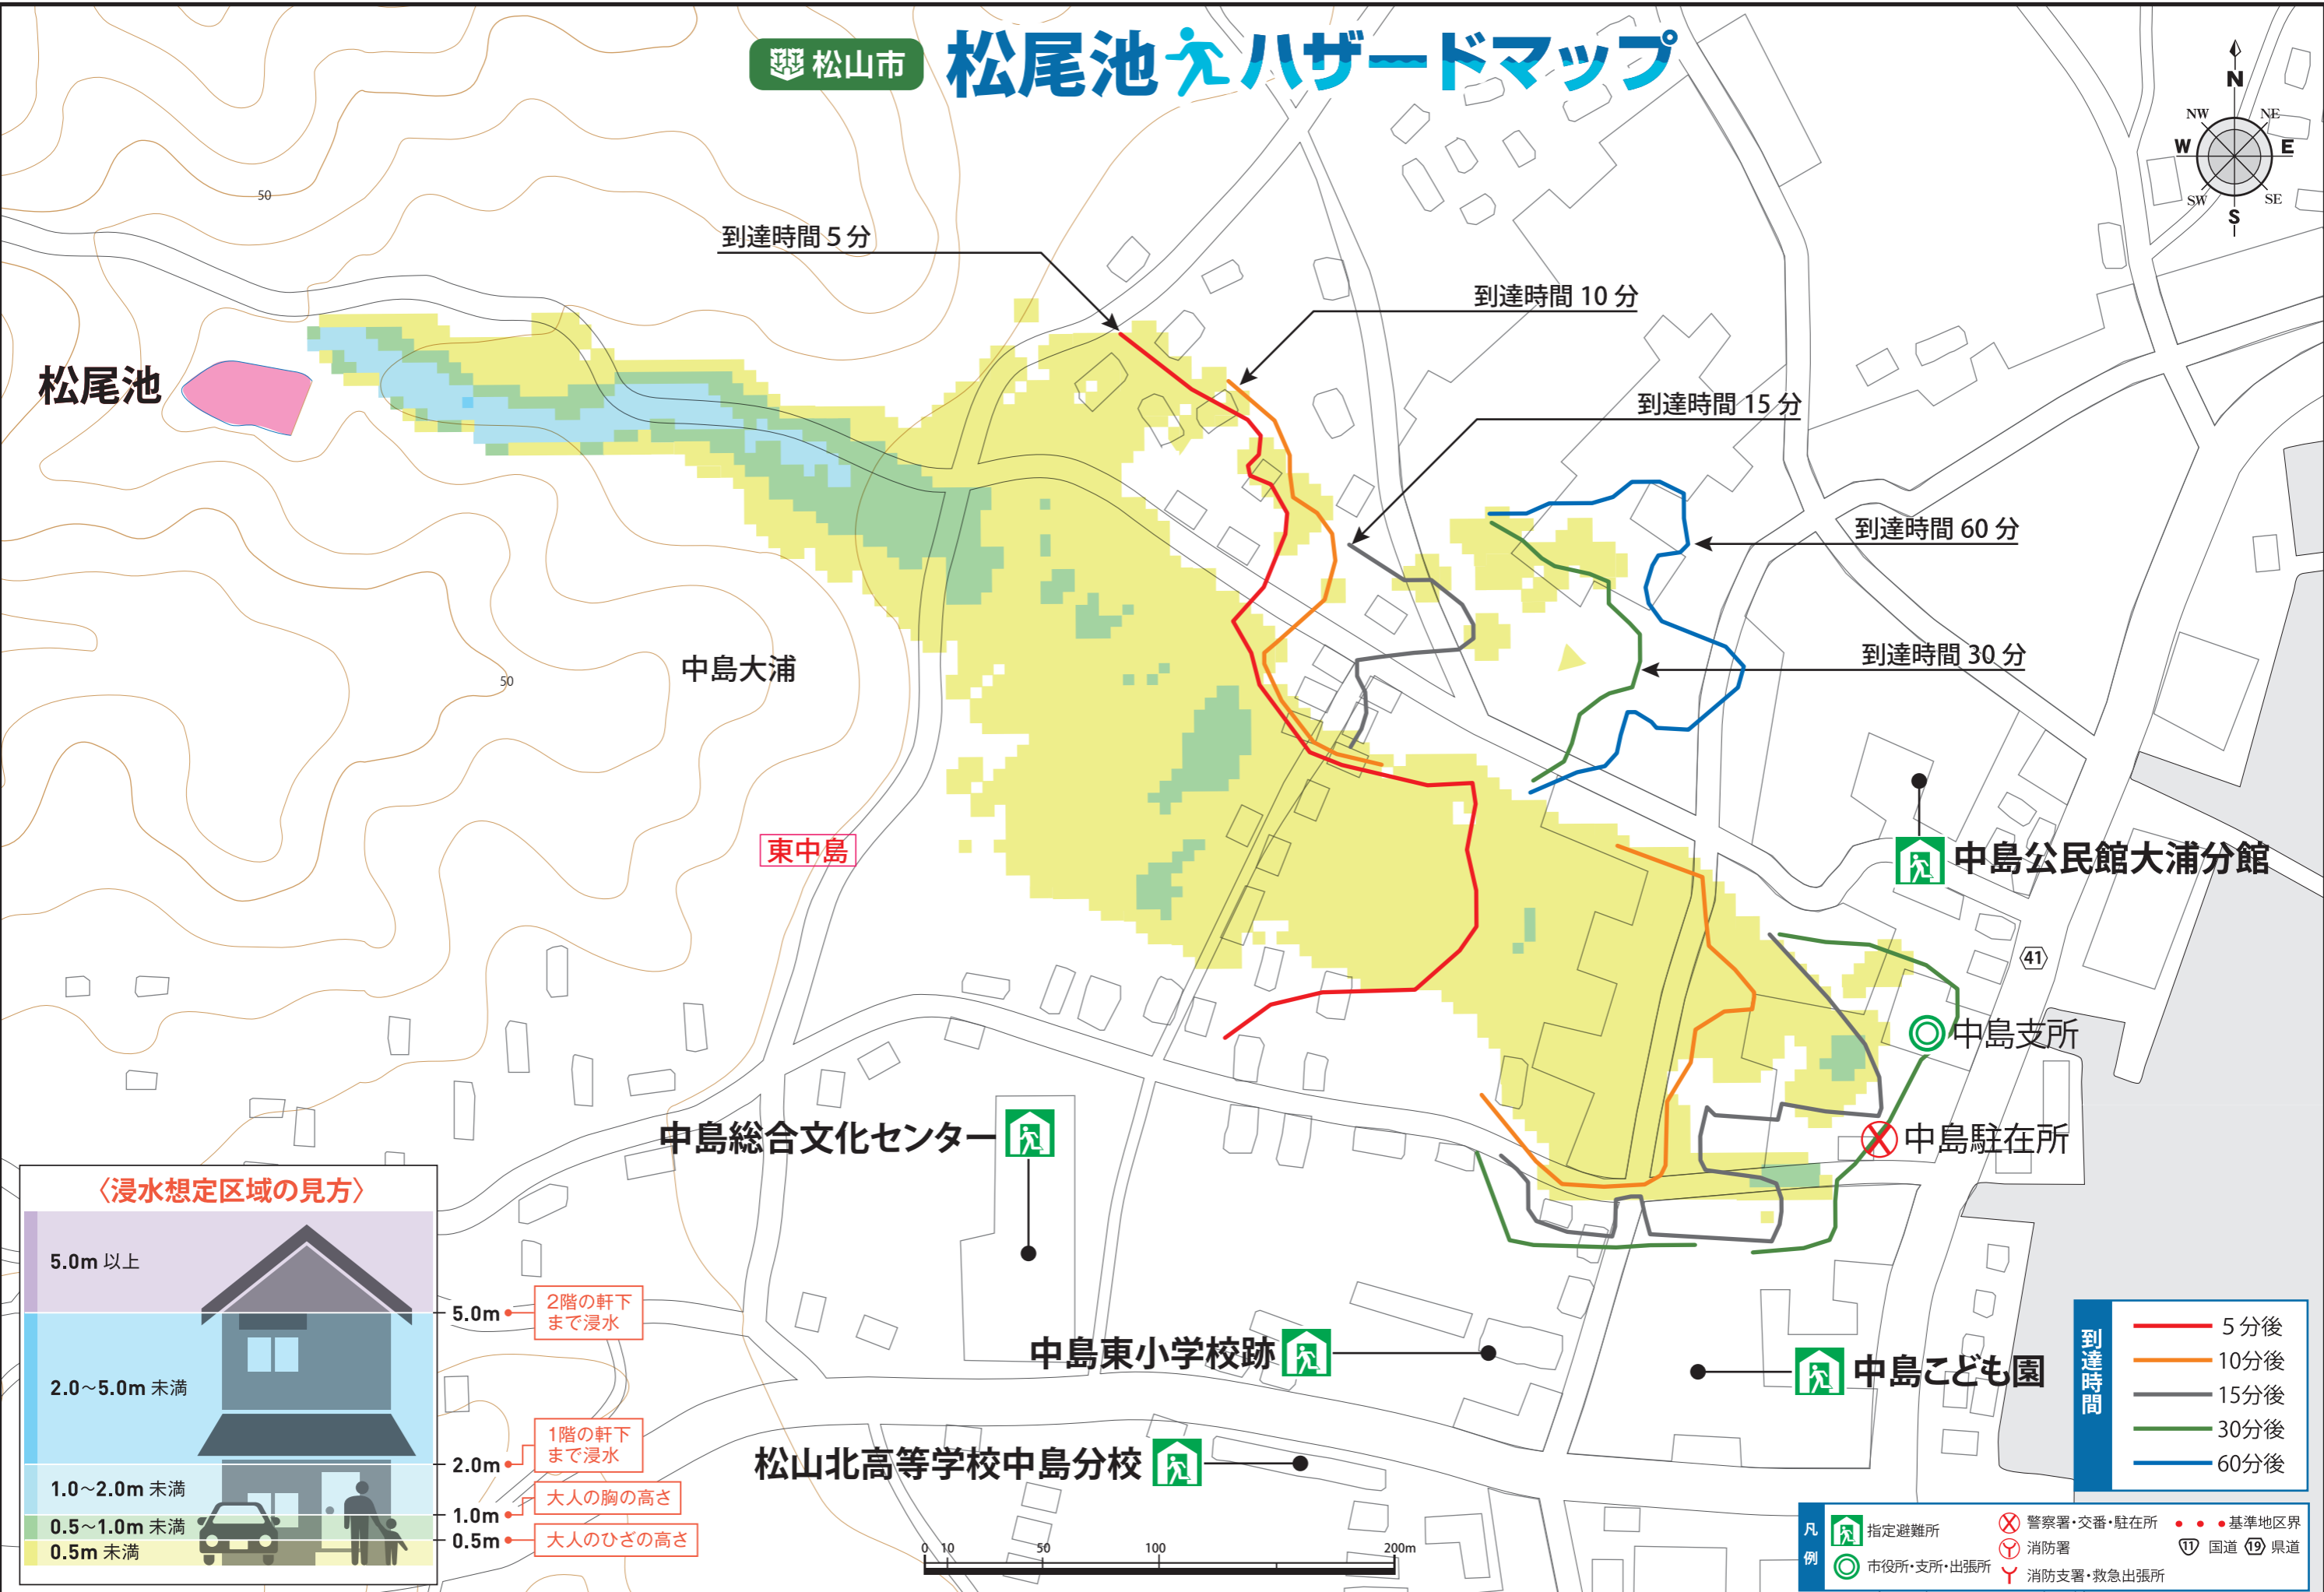 松山市
松尾池ハザードマップ
N
NW
NE
W
E
SW
SE
S
50
到達時間 5 分
到達時間 10 分
松尾池
到達時間 15 分
到達時間 60 分
到達時間 30 分
中島大浦
50
東中島
中島公民館大浦分館
41
中島支所
中島総合文化センター
中島駐在所
〈浸水想定区域の見方〉
5.0m 以上
2.0～5.0m 未満
1.0～2.0m 未満
0.5～1.0m 未満
0.5m 未満
5.0m
2階の軒下
まで浸水
2.0m
1階の軒下
まで浸水
1.0m
大人の胸の高さ
0.5m
大人のひざの高さ
中島東小学校跡
中島こども園
松山北高等学校中島分校
0 10 50 100 200m
到達時間
5 分後
10分後
15分後
30分後
60分後
凡例
指定避難所
市役所・支所・出張所
警察署・交番・駐在所
消防署
消防支署・救急出張所
基準地区界
11 国道 19 県道